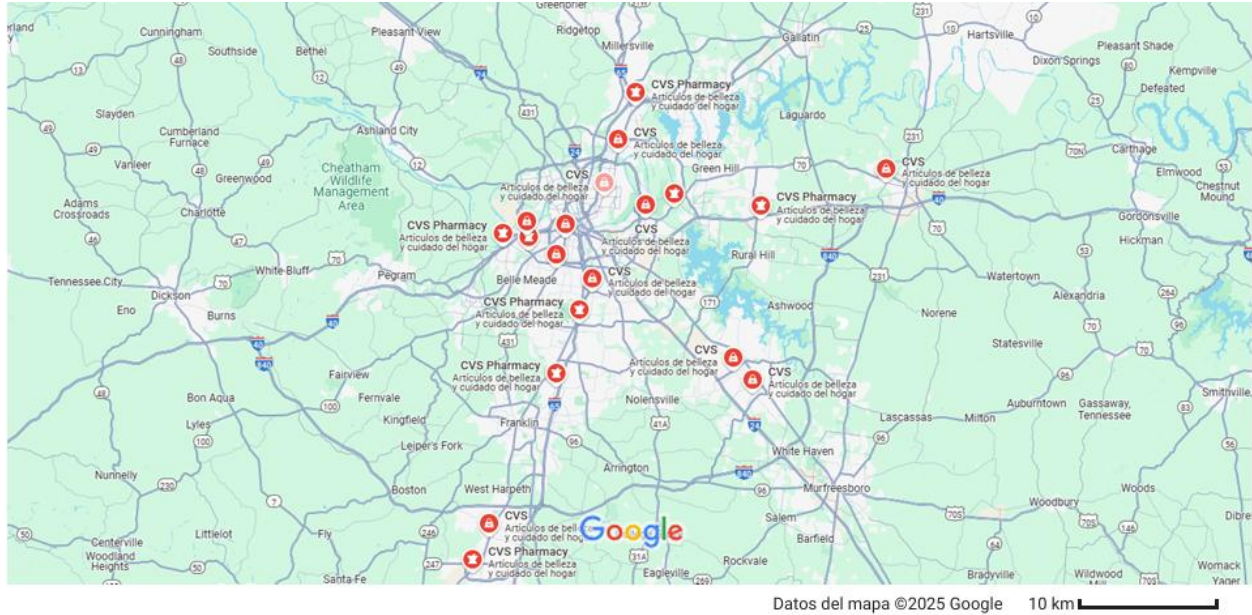 Greenbrier
Cunningham
Pleasant View
Ridgetop
Gallatin
Hartsville
Southside
Bethel
Millersville
Pleasant Shade
Dixon Springs
Kempville
Defeated
Slayden
CVS Pharmacy
Artículos de belleza
y cuidado del hogar
Laguardo
Cumberland
Furnace
Ashland City
CVS
Artículos de belleza
y cuidado del hogar
Carthage
Vanleer
Greenwood
Cheatham
Wildlife
Management
Area
CVS
Artículos de belleza
y cuidado del hogar
Green Hill
CVS
Artículos de belleza
y cuidado del hogar
Elmwood
Chestnut
Mound
Adams
Crossroads
Charlotte
CVS Pharmacy
Artículos de belleza
y cuidado del hogar
CVS Pharmacy
Artículos de belleza
y cuidado del hogar
CVS
Artículos de belleza
y cuidado del hogar
Gordonsville
Hickman
White Bluff
Pegram
Belle Meade
Rural Hill
Tennessee City
Dickson
CVS
Artículos de belleza
y cuidado del hogar
Watertown
Alexandria
Eno
Burns
CVS Pharmacy
Artículos de belleza
y cuidado del hogar
Ashwood
Norene
Statesville
CVS
Artículos de belleza
y cuidado del hogar
CVS Pharmacy
Artículos de belleza
y cuidado del hogar
CVS
Artículos de belleza
y cuidado del hogar
Fairview
Bon Aqua
Fernvale
Nolensville
Smithville
Auburntown
Gassaway,
Tennessee
Lyles
Kingfield
Franklin
Lascassas
Milton
Leiper's Fork
White Haven
Nunnelly
Arrington
Boston
West Harpeth
Murfreesboro
Woods
Woodbury
CVS
Artículos de bel
y cuidado del hog
Google
Salem
Barfield
Dibre
Centerville
Littlelot
Fly
Woodland
Heights
CVS Pharmacy
Artículos de belleza
y cuidado del hogar
Rockvale
Eagleville
Santa Fe
Bradyville
Wildwood
Womack
Yager
Datos del mapa ©2025 Google 10 km